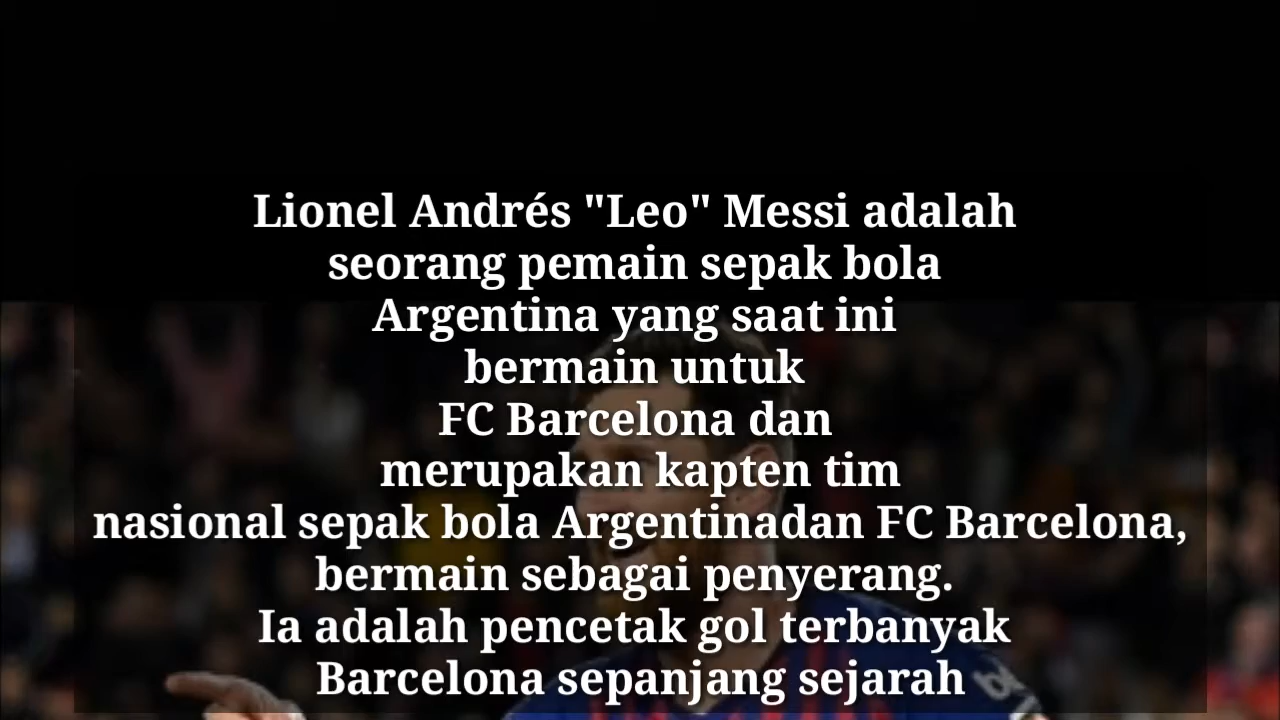 Lionel Andrés "Leo" Messi adalah
seorang pemain sepak bola
Argentina yang saat ini
bermain untuk
FC Barcelona dan
merupakan kapten tim
nasional sepak bola Argentinadan FC Barcelona,
bermain sebagai penyerang.
Ia adalah pencetak gol terbanyak
Barcelona sepanjang sejarah